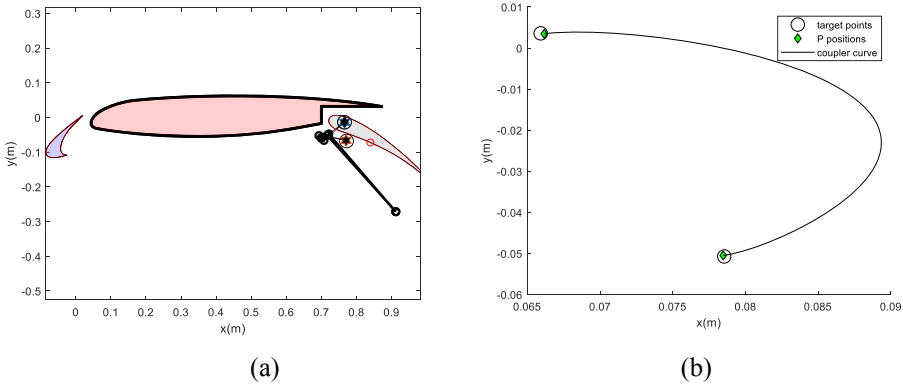 0.3
0.2
0.1
0
-0.1
-0.2
-0.3
-0.4
-0.5
y(m)
0 0.1 0.2 0.3 0.4 0.5 0.6 0.7 0.8 0.9
x(m)
(a)
0.01
0
-0.01
-0.02
-0.03
-0.04
-0.05
-0.06
y(m)
target points
P positions
coupler curve
0.065 0.07 0.075 0.08 0.085 0.09
x(m)
(b)